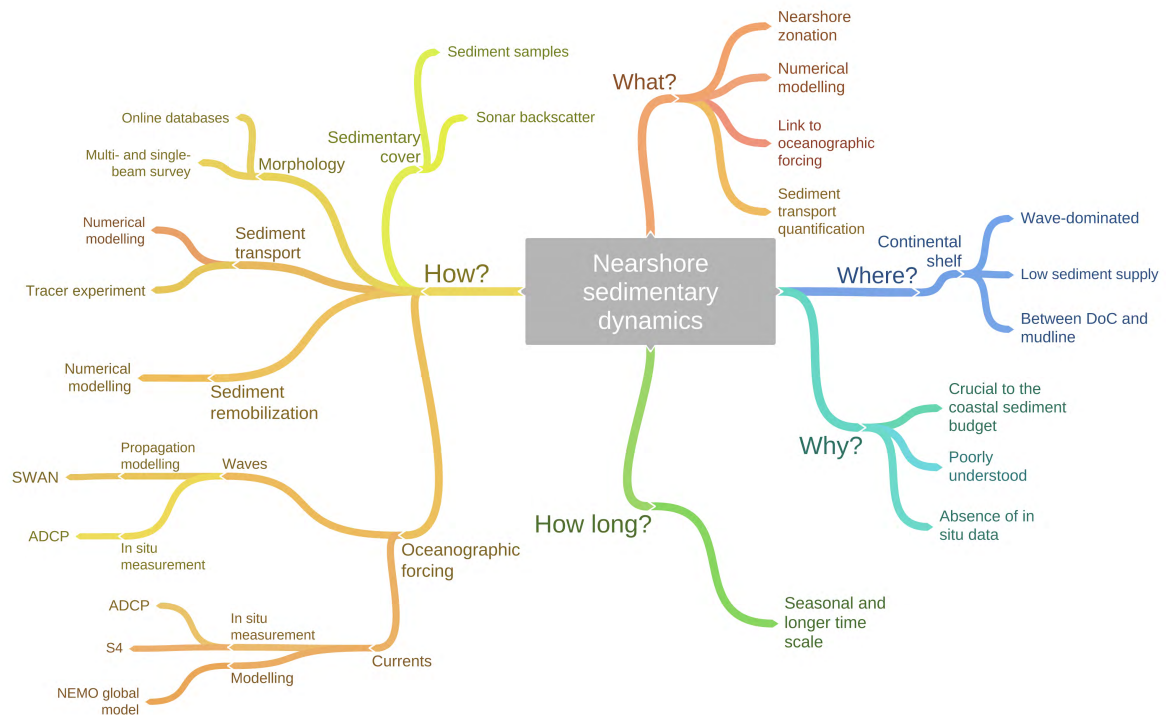 Nearshore
sedimentary
dynamics
What?
Nearshore
zonation
Numerical
modelling
Link to
oceanographic
forcing
Sediment
transport
quantification
Where?
Continental
shelf
Wave-dominated
Low sediment supply
Between DoC and
mudline
Why?
Crucial to the
coastal sediment
budget
Poorly
understood
Absence of in
situ data
How long?
Seasonal and
longer time
scale
How?
Sedimentary
cover
Sediment samples
Sonar backscatter
Morphology
Online databases
Multi- and single-
beam survey
Sediment
transport
Numerical
modelling
Tracer experiment
Sediment
remobilization
Numerical
modelling
Oceanographic
forcing
Waves
Propagation
modelling
SWAN
In situ
measurement
ADCP
Currents
In situ
measurement
ADCP
S4
Modelling
NEMO global
model